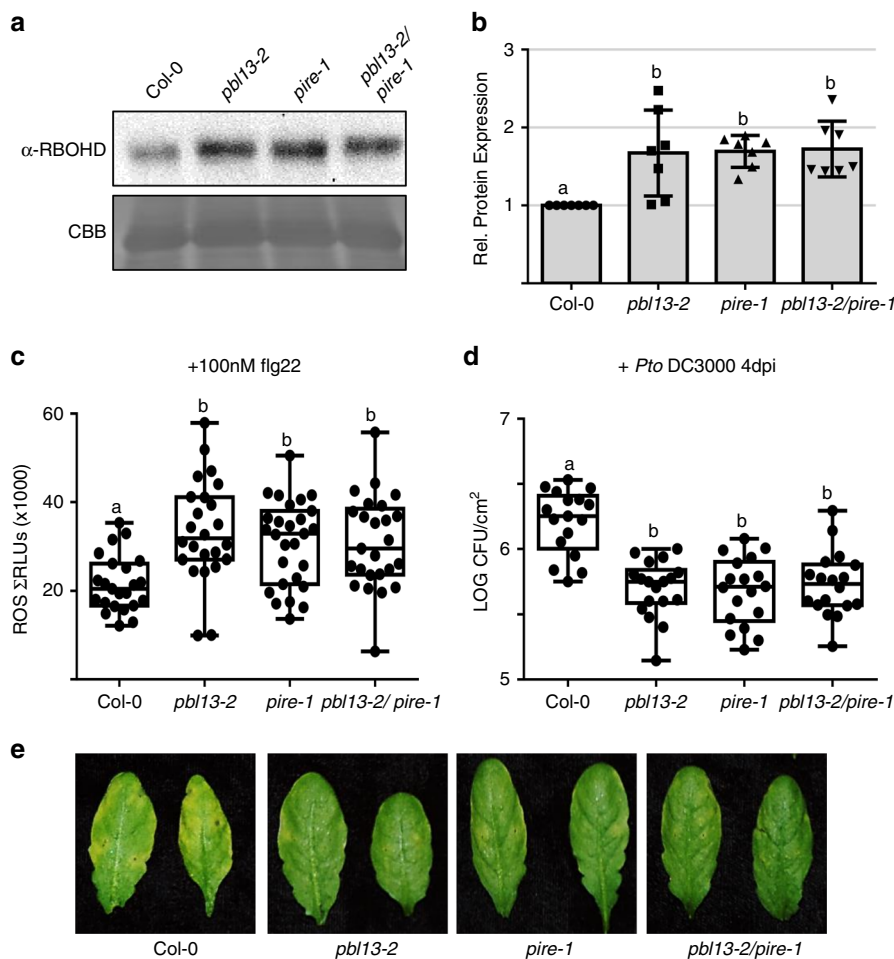 a
Col-0
pbl13-2
pire-1
pbl13-2/
pire-1
α-RBOHD
CBB
b
Rel. Protein Expression
3
2
1
a
b
b
b
Col-0
pbl13-2
pire-1
pbl13-2/pire-1
c
+100nM flg22
ROS ΣRLUs (x1000)
60
40
20
a
b
b
b
Col-0
pbl13-2
pire-1
pbl13-2/ pire-1
d
+ Pto DC3000 4dpi
LOG CFU/cm²
7
6
5
a
b
b
b
Col-0
pbl13-2
pire-1
pbl13-2/pire-1
e
Col-0
pbl13-2
pire-1
pbl13-2/pire-1